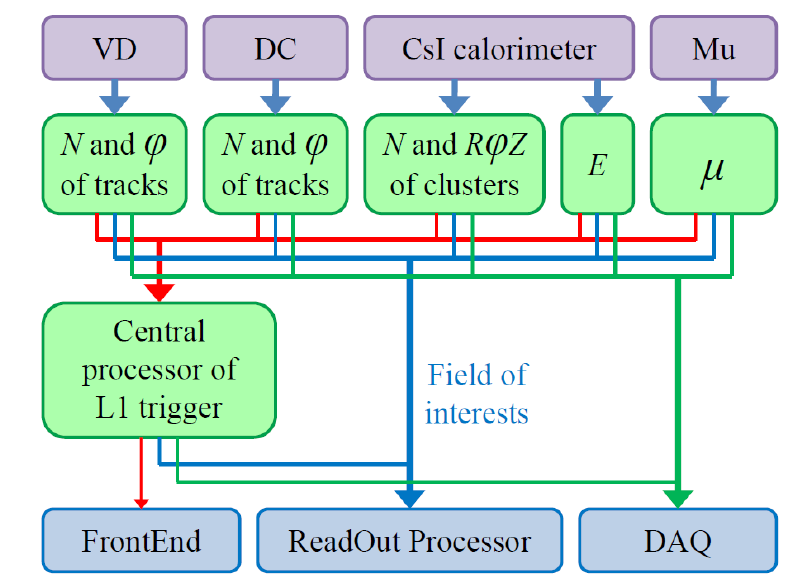 VD
DC
CsI calorimeter
Mu
N and φ
of tracks
N and φ
of tracks
N and RφZ
of clusters
E
μ
Central
processor of
L1 trigger
Field of
interests
FrontEnd
ReadOut Processor
DAQ